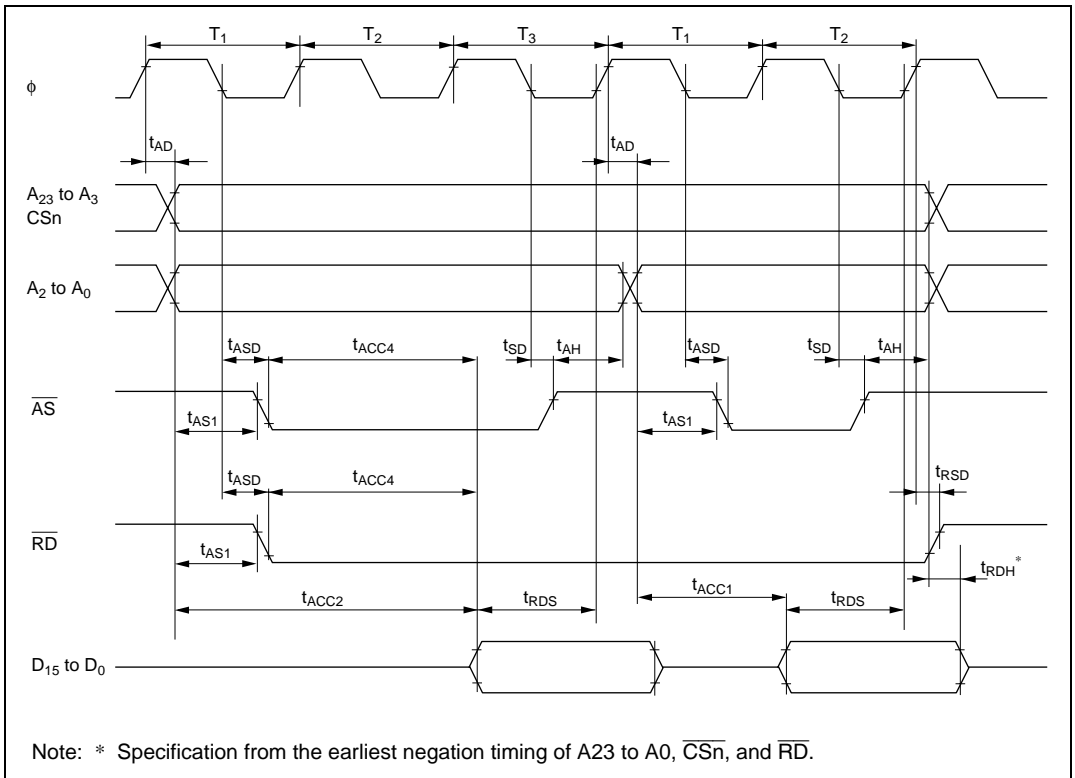 T1 T2 T3 T1 T2
ϕ
tAD tAD
A23 to A3
CSn
A2 to A0
tASD tACC4 tSD tAH tASD tSD tAH
AS
tAS1 tAS1
tASD tACC4 tRSD
RD
tAS1 tRDH*
tACC2 tRDS tACC1 tRDS
D15 to D0
Note: * Specification from the earliest negation timing of A23 to A0, CSn, and RD.